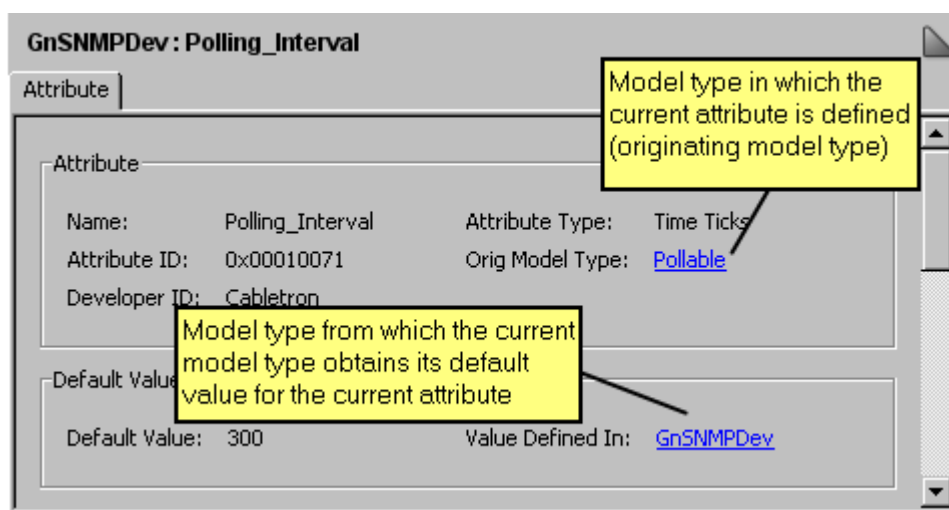 GnSNMPDev : Polling_Interval
Attribute
Model type in which the
current attribute is defined
(originating model type)
Attribute
Name: Polling_Interval Attribute Type: Time Ticks
Attribute ID: 0x00010071 Orig Model Type: Pollable
Developer ID: Cabletron
Model type from which the current
model type obtains its default
value for the current attribute
Default Value
Default Value: 300 Value Defined In: GnSNMPDev